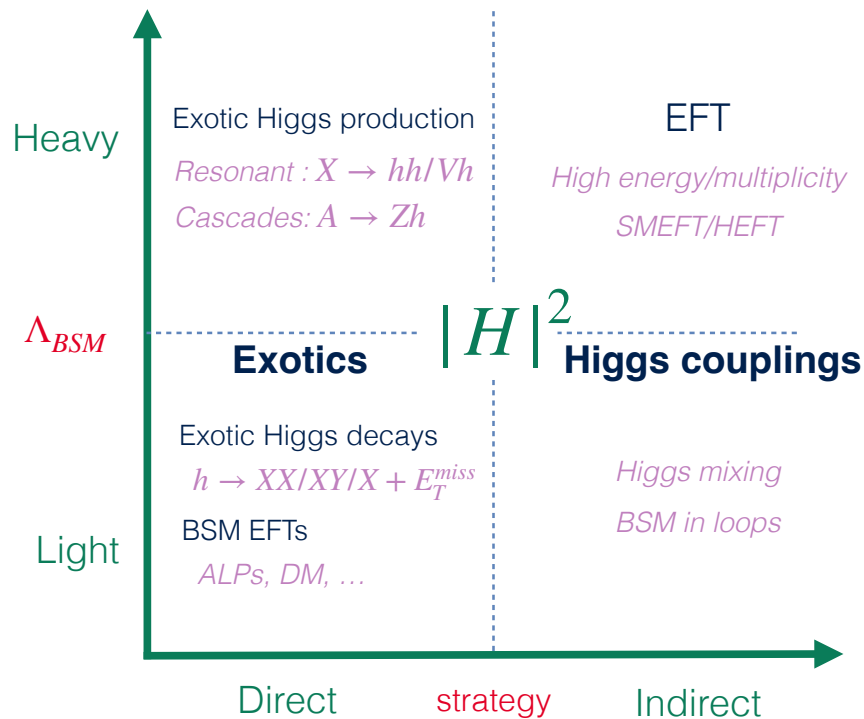 Heavy
Exotic Higgs production
Resonant : X → hh/Vh
Cascades: A → Zh
EFT
High energy/multiplicity
SMEFT/HEFT
Λ_{BSM}
|H|²
Exotics
Higgs couplings
Light
Exotic Higgs decays
h → XX/XY/X + E_T^{miss}
BSM EFTs
ALPs, DM, …
Higgs mixing
BSM in loops
Direct
strategy
Indirect